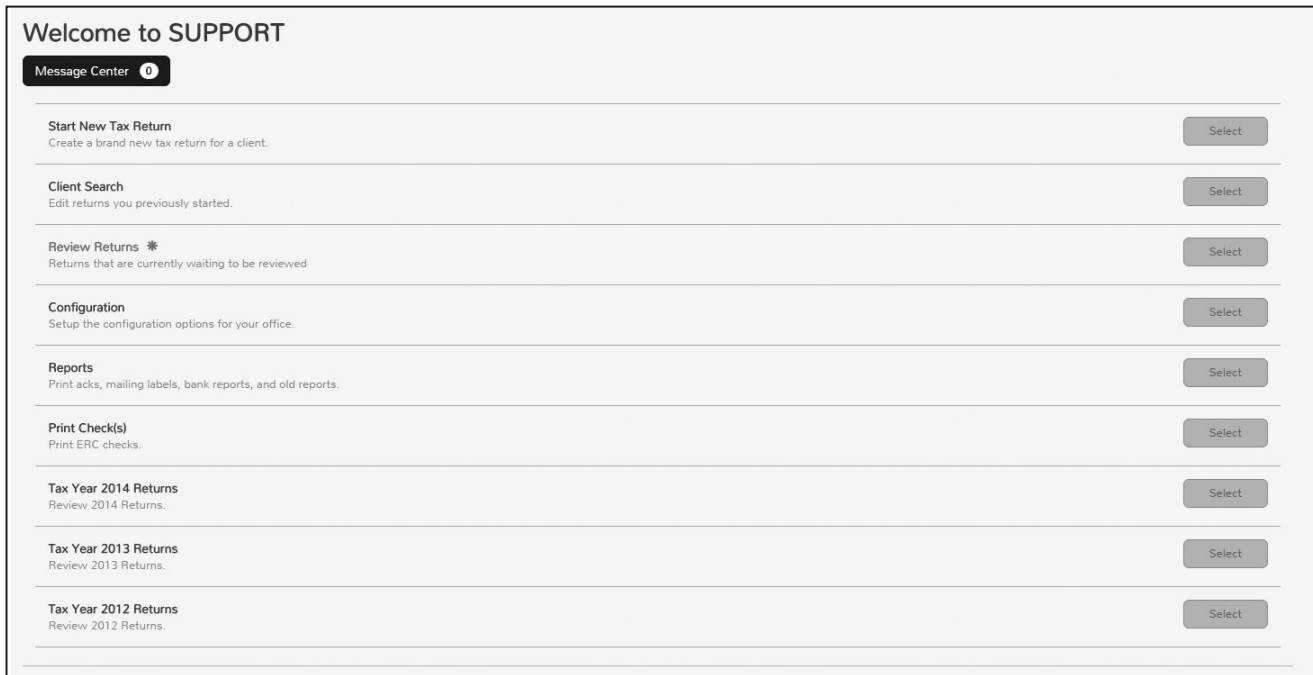 Welcome to SUPPORT
Message Center 0
Start New Tax Return
Create a brand new tax return for a client.
Select
Client Search
Edit returns you previously started.
Select
Review Returns ✱
Returns that are currently waiting to be reviewed
Select
Configuration
Setup the configuration options for your office.
Select
Reports
Print acks, mailing labels, bank reports, and old reports.
Select
Print Check(s)
Print ERC checks.
Select
Tax Year 2014 Returns
Review 2014 Returns.
Select
Tax Year 2013 Returns
Review 2013 Returns.
Select
Tax Year 2012 Returns
Review 2012 Returns.
Select